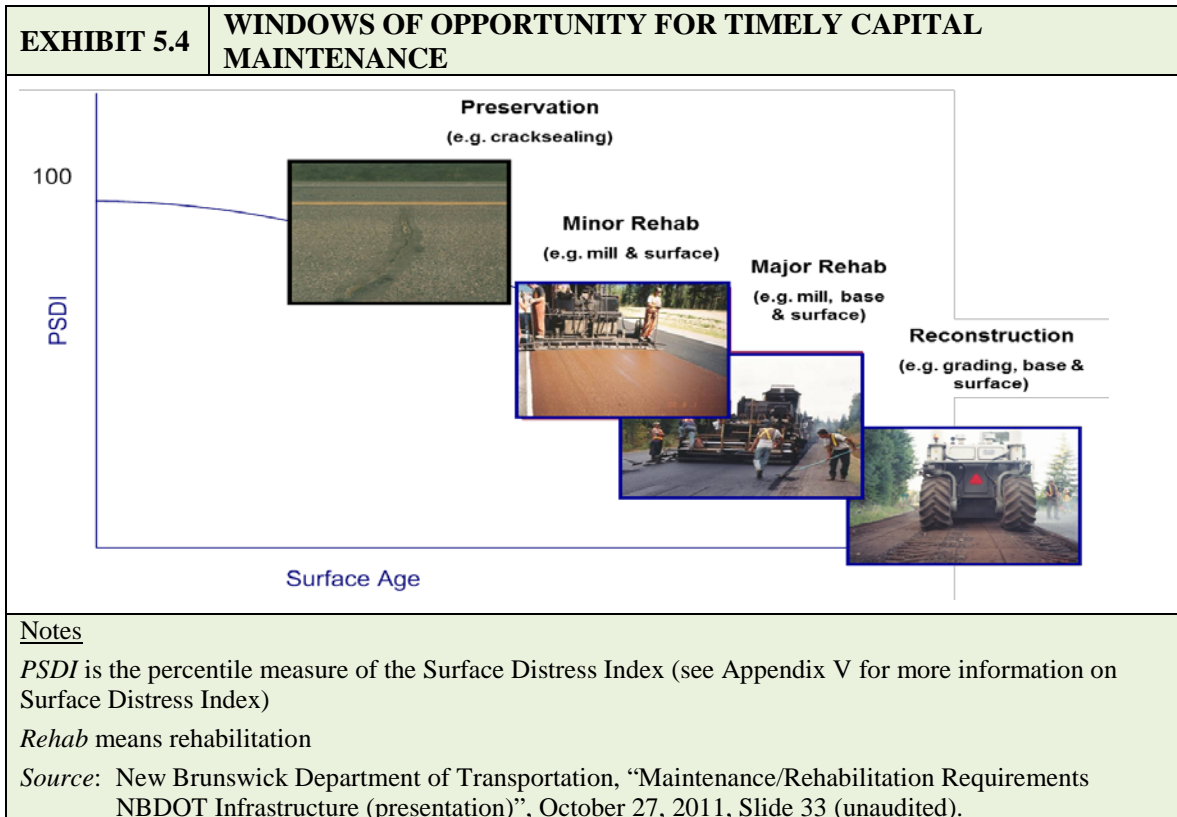 EXHIBIT 5.4
WINDOWS OF OPPORTUNITY FOR TIMELY CAPITAL
MAINTENANCE
Preservation
(e.g. cracksealing)
100
Minor Rehab
(e.g. mill & surface)
Major Rehab
(e.g. mill, base
& surface)
Reconstruction
(e.g. grading, base &
surface)
PSDI
Surface Age
Notes
PSDI is the percentile measure of the Surface Distress Index (see Appendix V for more information on
Surface Distress Index)
Rehab means rehabilitation
Source: New Brunswick Department of Transportation, “Maintenance/Rehabilitation Requirements
NBDOT Infrastructure (presentation)”, October 27, 2011, Slide 33 (unaudited).